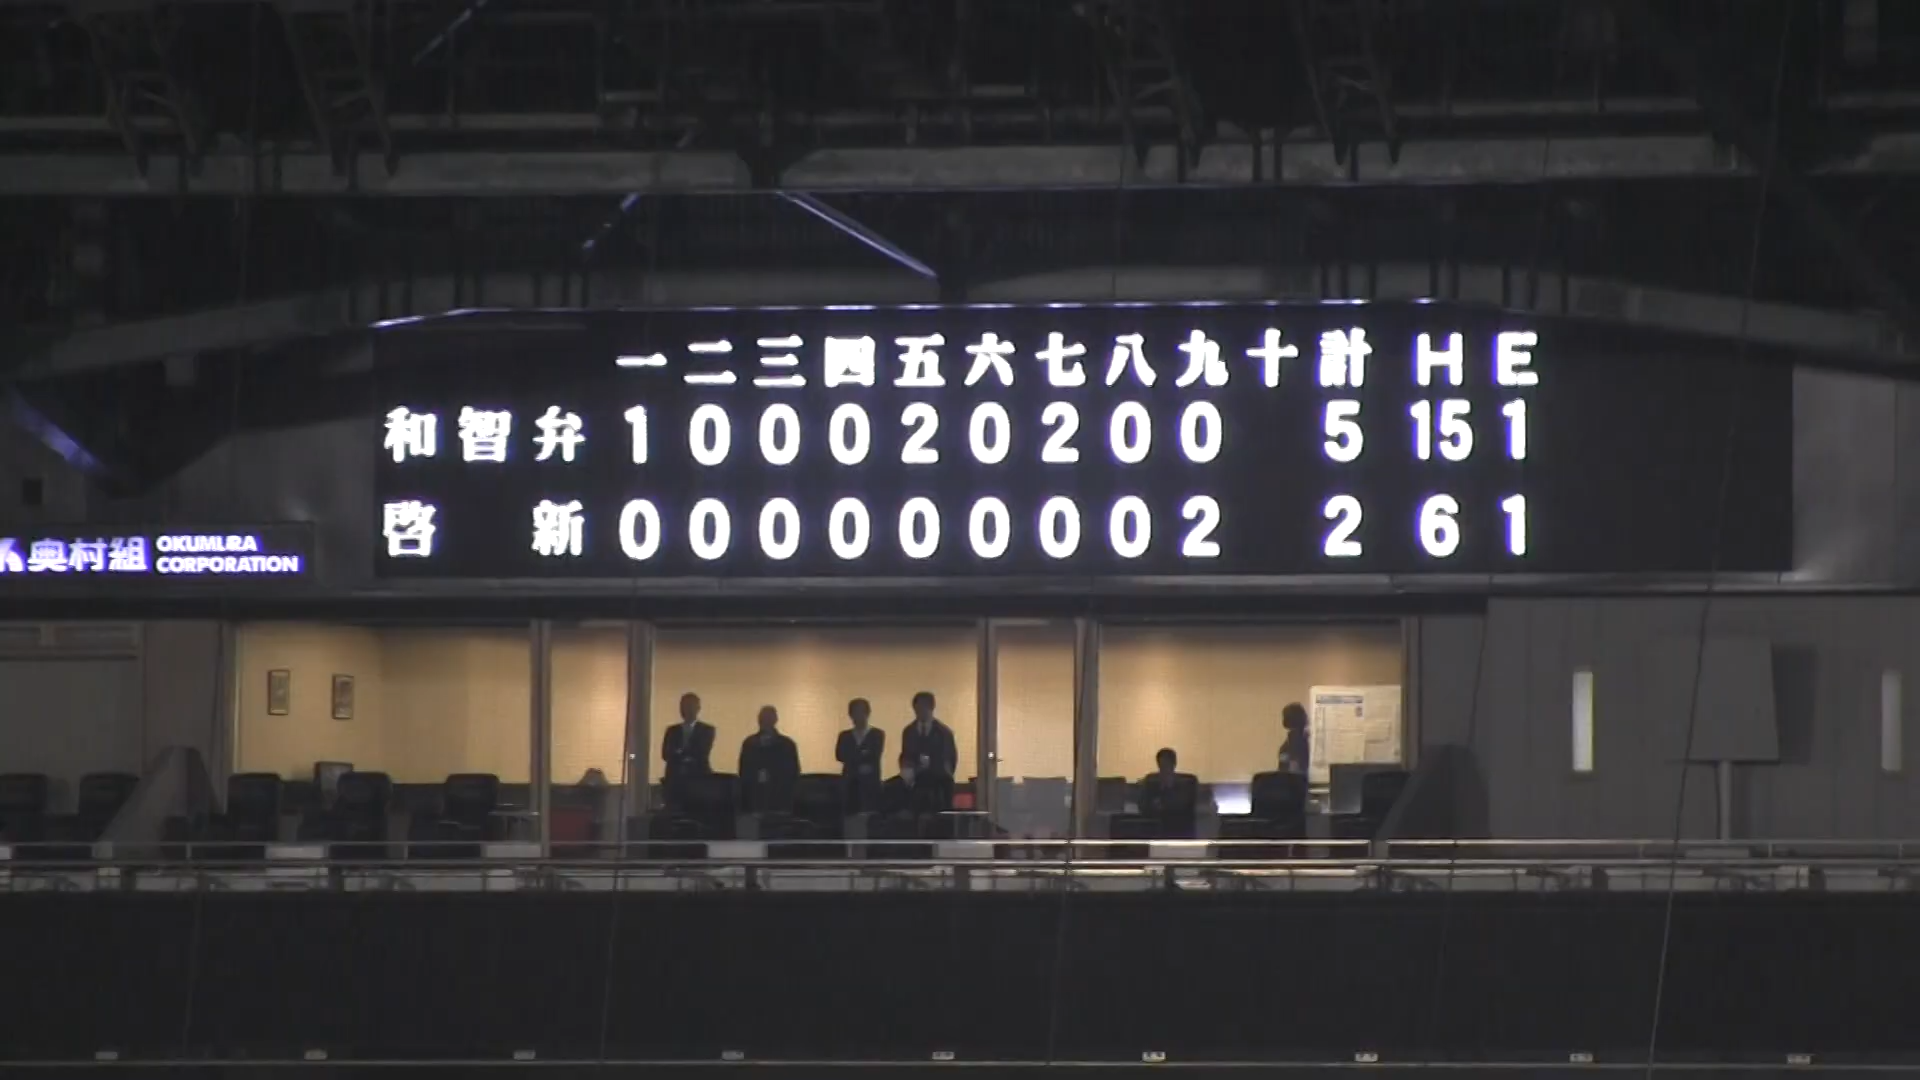 一 二 三 四 五 六 七 八 九 十 計 H E
和智弁 1 0 0 0 2 0 2 0 0 5 15 1
啓新 0 0 0 0 0 0 0 0 2 2 6 1
奥村組 OKUMURA CORPORATION